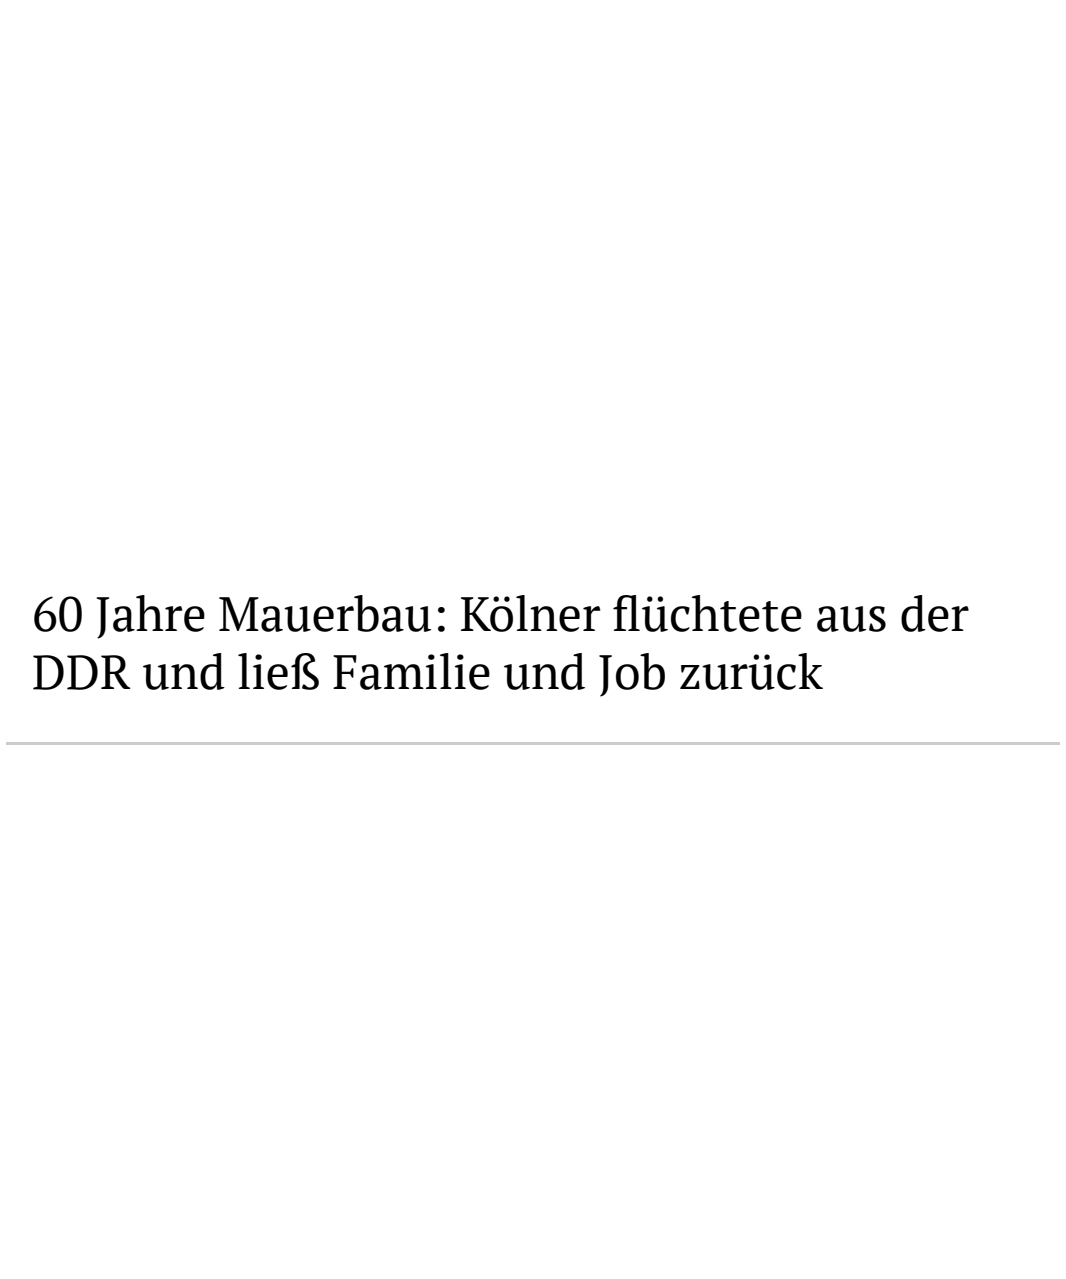 60 Jahre Mauerbau: Kölner flüchtete aus der
DDR und ließ Familie und Job zurück